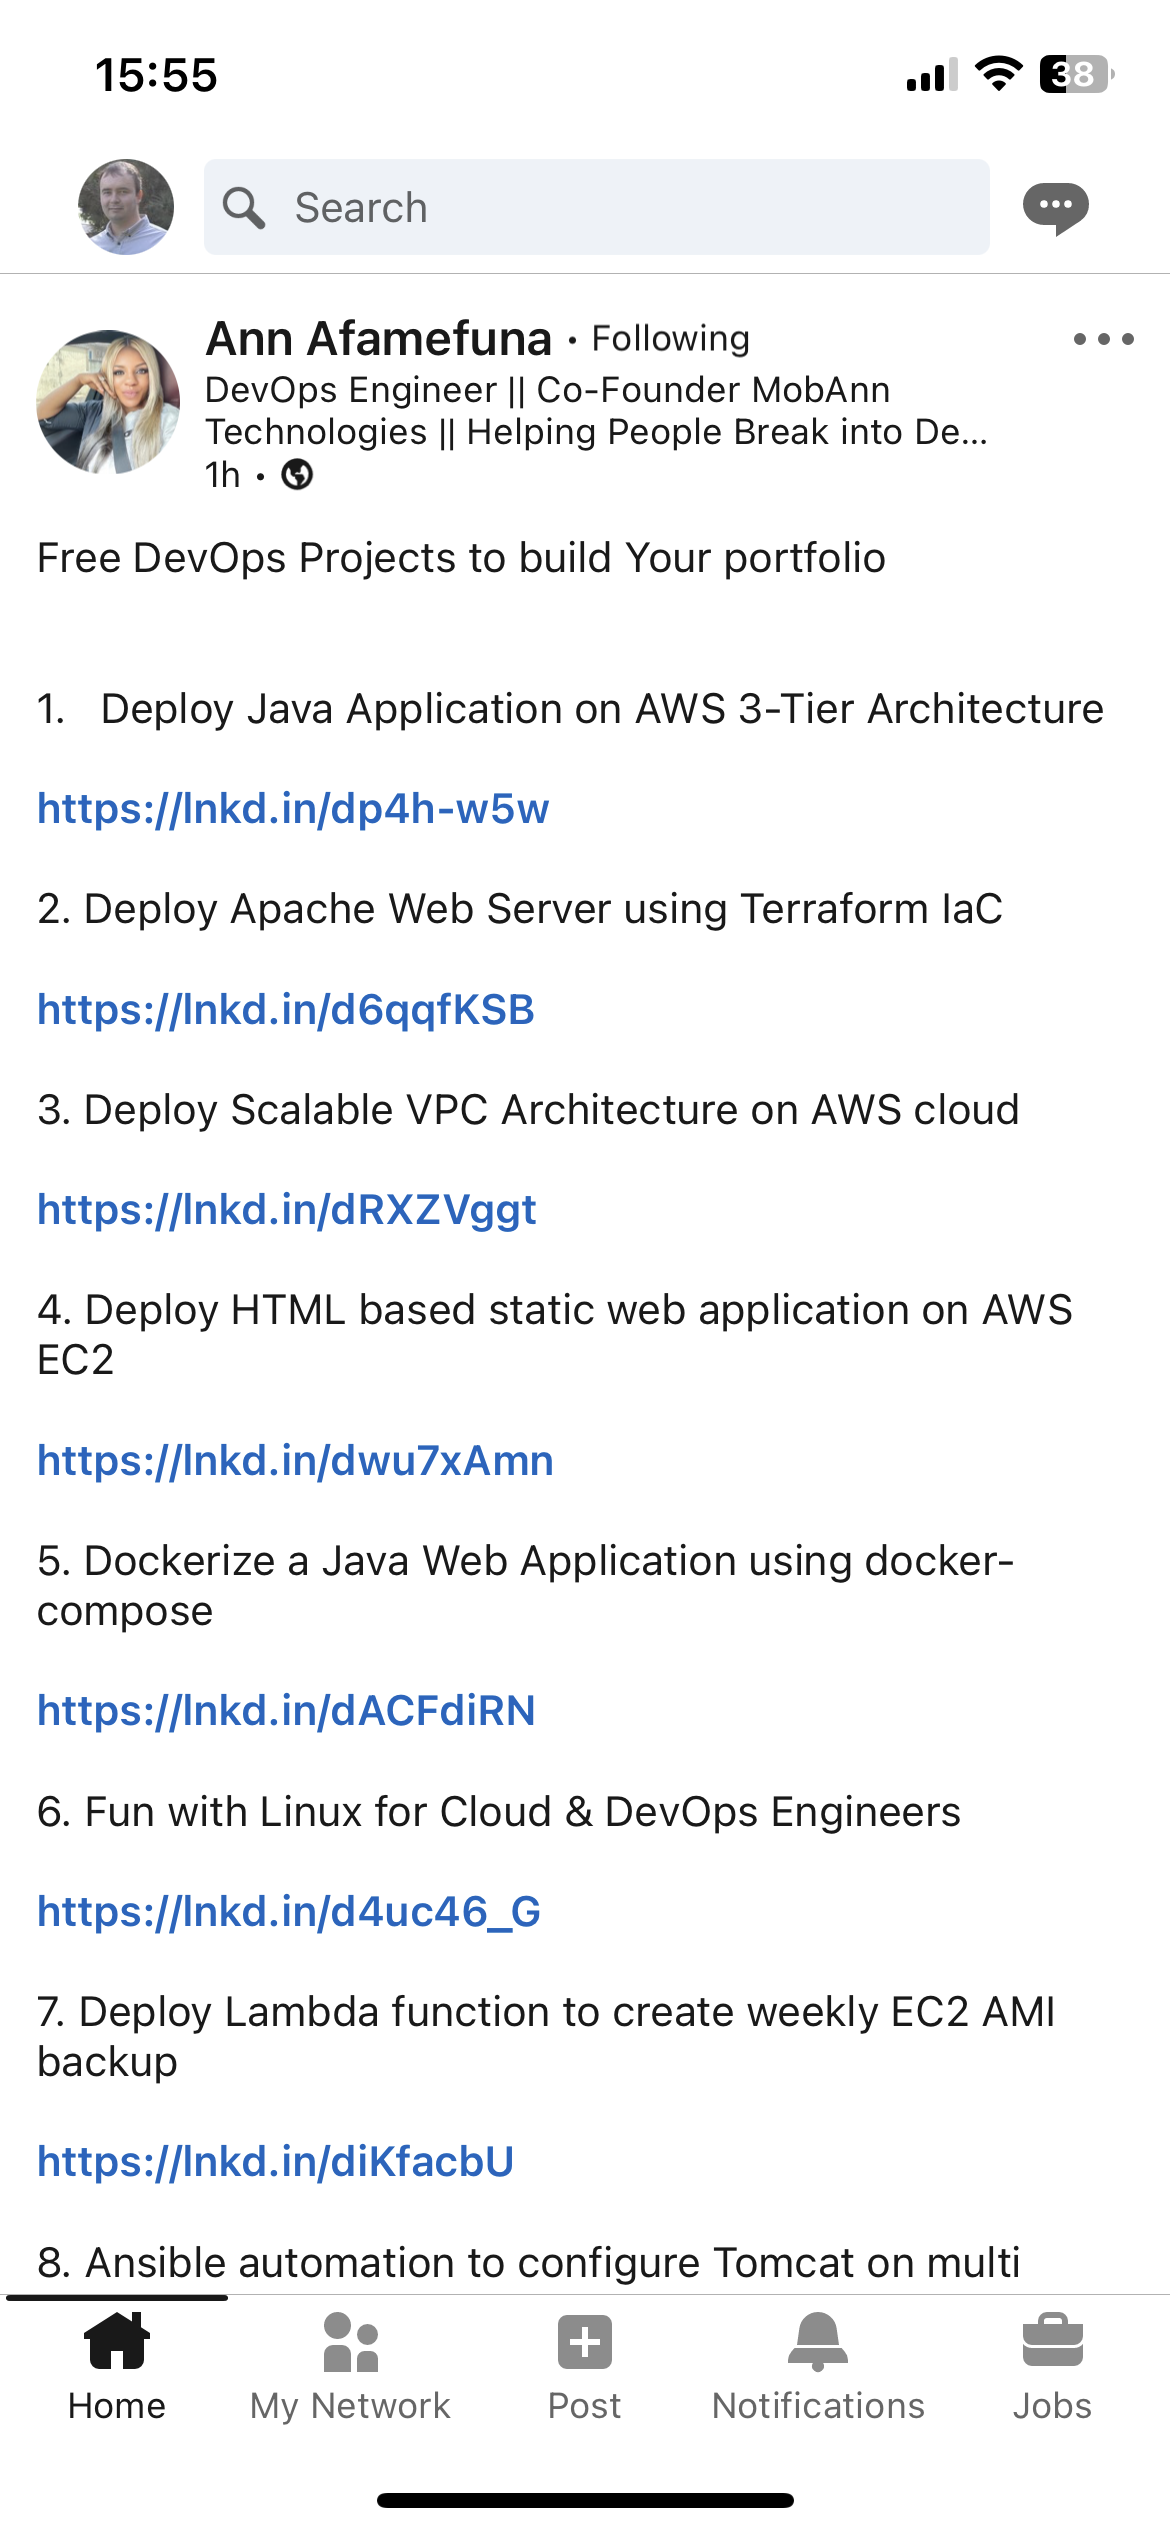 15:55
38
Search
Ann Afamefuna • Following
DevOps Engineer || Co-Founder MobAnn
Technologies || Helping People Break into De...
1h •
Free DevOps Projects to build Your portfolio
1. Deploy Java Application on AWS 3-Tier Architecture
https://lnkd.in/dp4h-w5w
2. Deploy Apache Web Server using Terraform IaC
https://lnkd.in/d6qqfKSB
3. Deploy Scalable VPC Architecture on AWS cloud
https://lnkd.in/dRXZVggt
4. Deploy HTML based static web application on AWS
EC2
https://lnkd.in/dwu7xAmn
5. Dockerize a Java Web Application using docker-
compose
https://lnkd.in/dACFdiRN
6. Fun with Linux for Cloud & DevOps Engineers
https://lnkd.in/d4uc46_G
7. Deploy Lambda function to create weekly EC2 AMI
backup
https://lnkd.in/diKfacbU
8. Ansible automation to configure Tomcat on multi
Home
My Network
Post
Notifications
Jobs